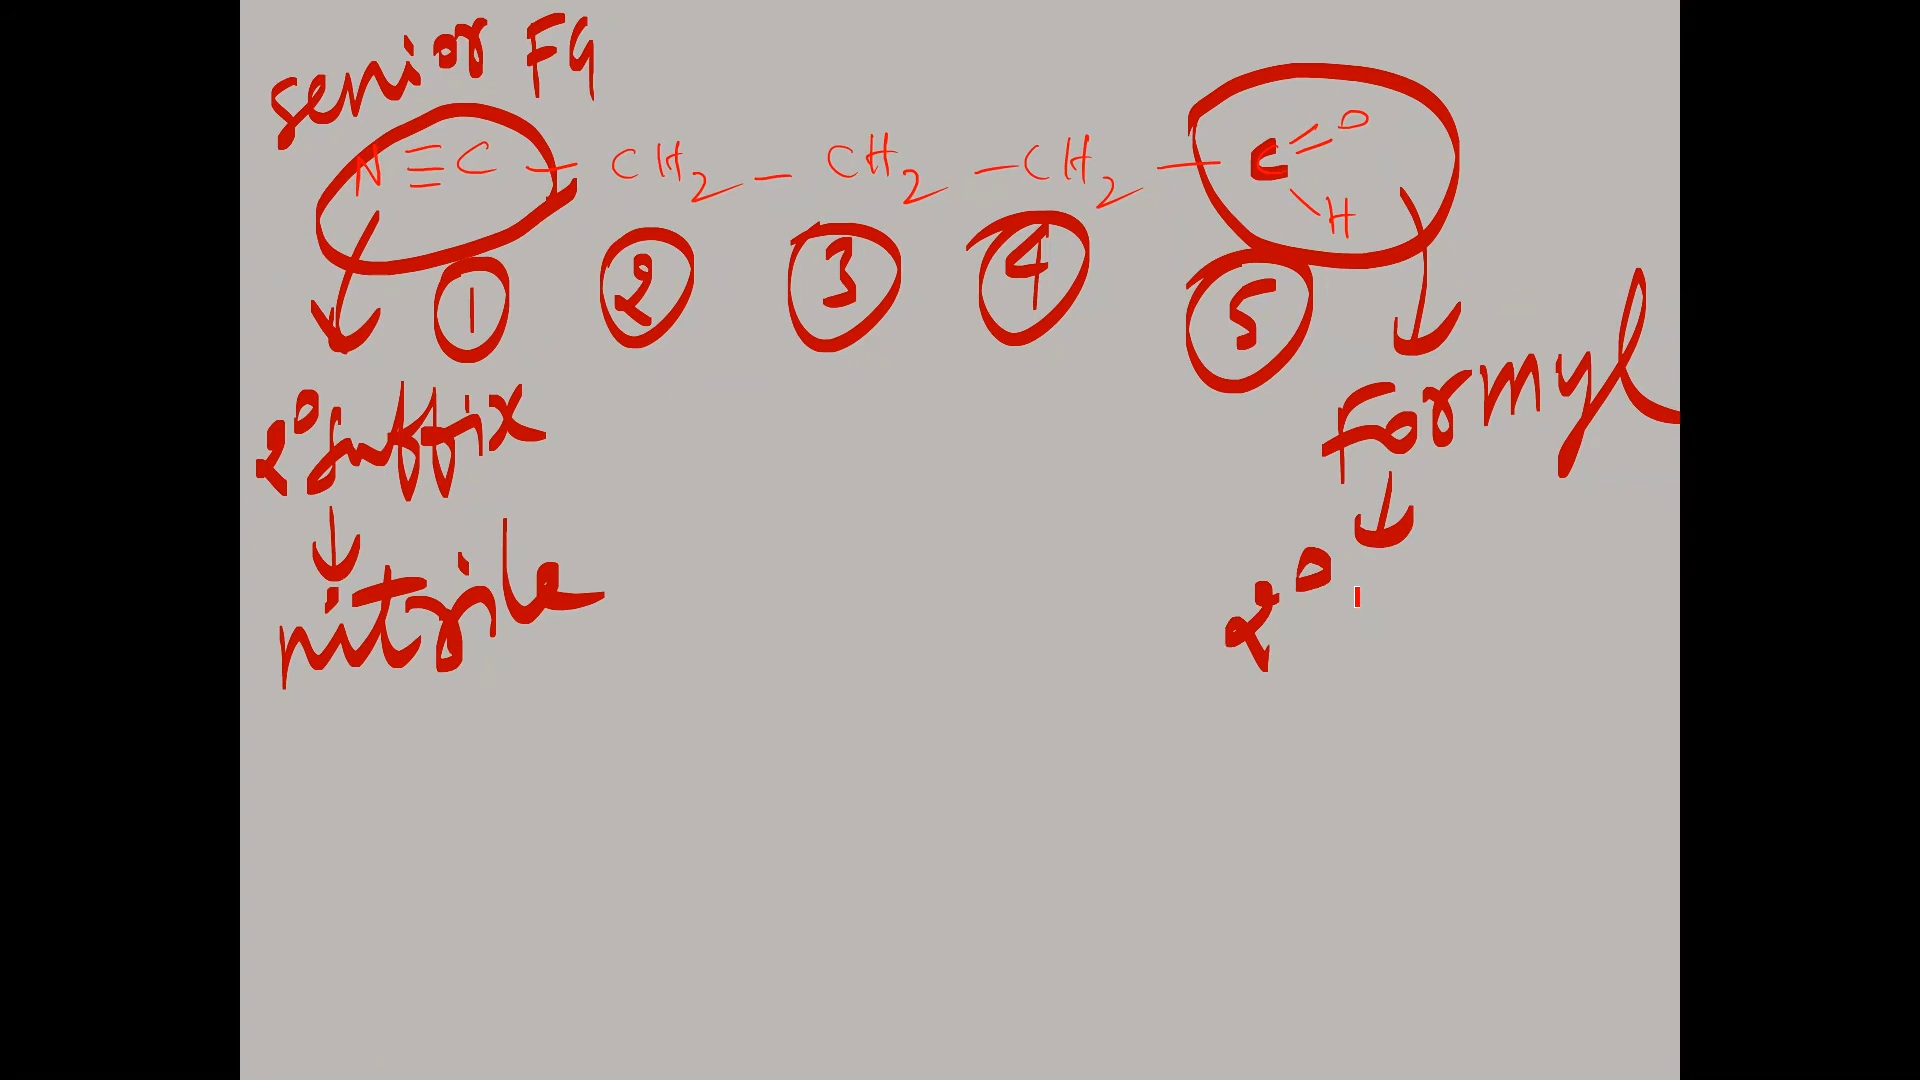 senior FG
N≡C-CH2-CH2-CH2-C=O
H
1 2 3 4 5
2° suffix
Formyl
nitrile
2°